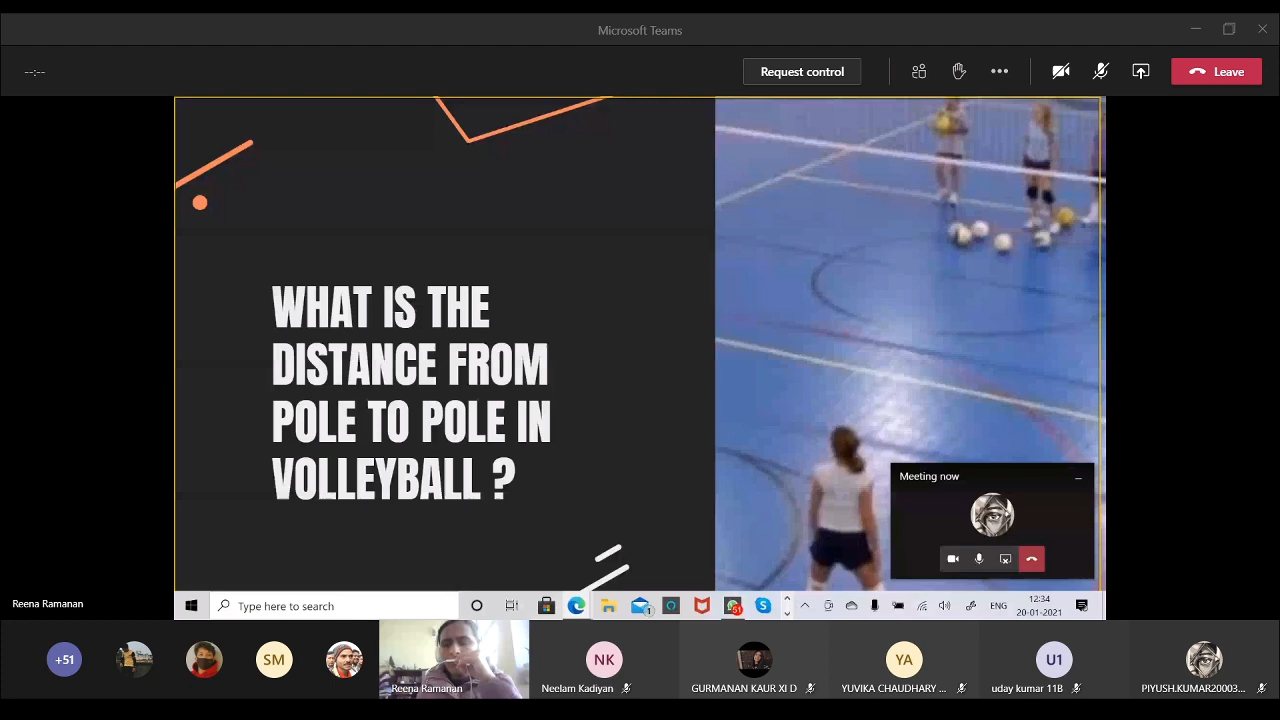 Microsoft Teams
--:--
Request control
Leave
WHAT IS THE
DISTANCE FROM
POLE TO POLE IN
VOLLEYBALL ?
Meeting now
Reena Ramanan
Type here to search
1
51
ENG
12:34
20-01-2021
+51
SM
Reena Ramanan
NK
Neelam Kadiyan
GURMANAN KAUR XI D
YA
YUVIKA CHAUDHARY ...
U1
uday kumar 11B
PIYUSH.KUMAR20003...